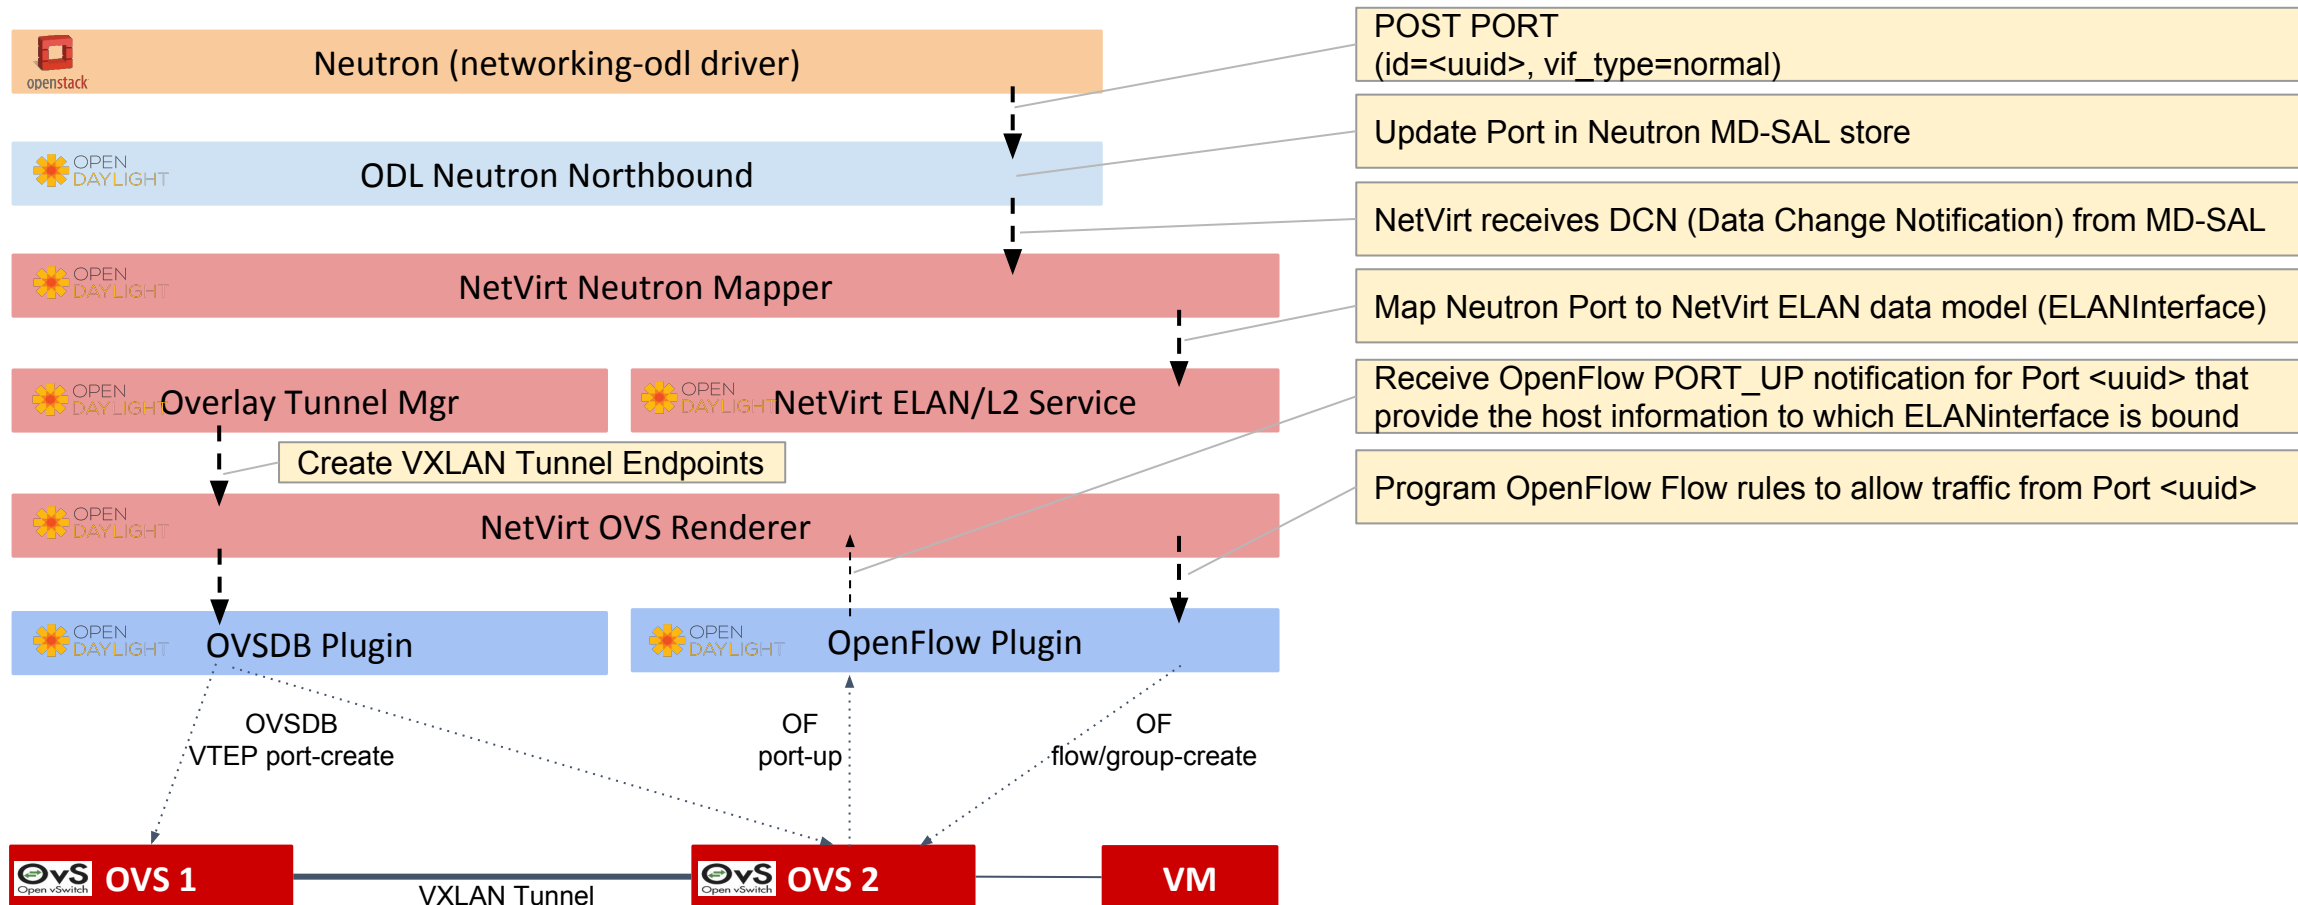 openstack
Neutron (networking-odl driver)
POST PORT
(id=<uuid>, vif_type=normal)
OPEN
DAYLIGHT
ODL Neutron Northbound
Update Port in Neutron MD-SAL store
NetVirt receives DCN (Data Change Notification) from MD-SAL
OPEN
DAYLIGHT
NetVirt Neutron Mapper
Map Neutron Port to NetVirt ELAN data model (ELANInterface)
OPEN
DAYLIGHT
Overlay Tunnel Mgr
OPEN
DAYLIGHT
NetVirt ELAN/L2 Service
Receive OpenFlow PORT_UP notification for Port <uuid> that
provide the host information to which ELANinterface is bound
Create VXLAN Tunnel Endpoints
Program OpenFlow Flow rules to allow traffic from Port <uuid>
OPEN
DAYLIGHT
NetVirt OVS Renderer
OPEN
DAYLIGHT
OVSDB Plugin
OPEN
DAYLIGHT
OpenFlow Plugin
OVSDB
VTEP port-create
OF
port-up
OF
flow/group-create
OvS
Open vSwitch
OVS 1
VXLAN Tunnel
OvS
Open vSwitch
OVS 2
VM